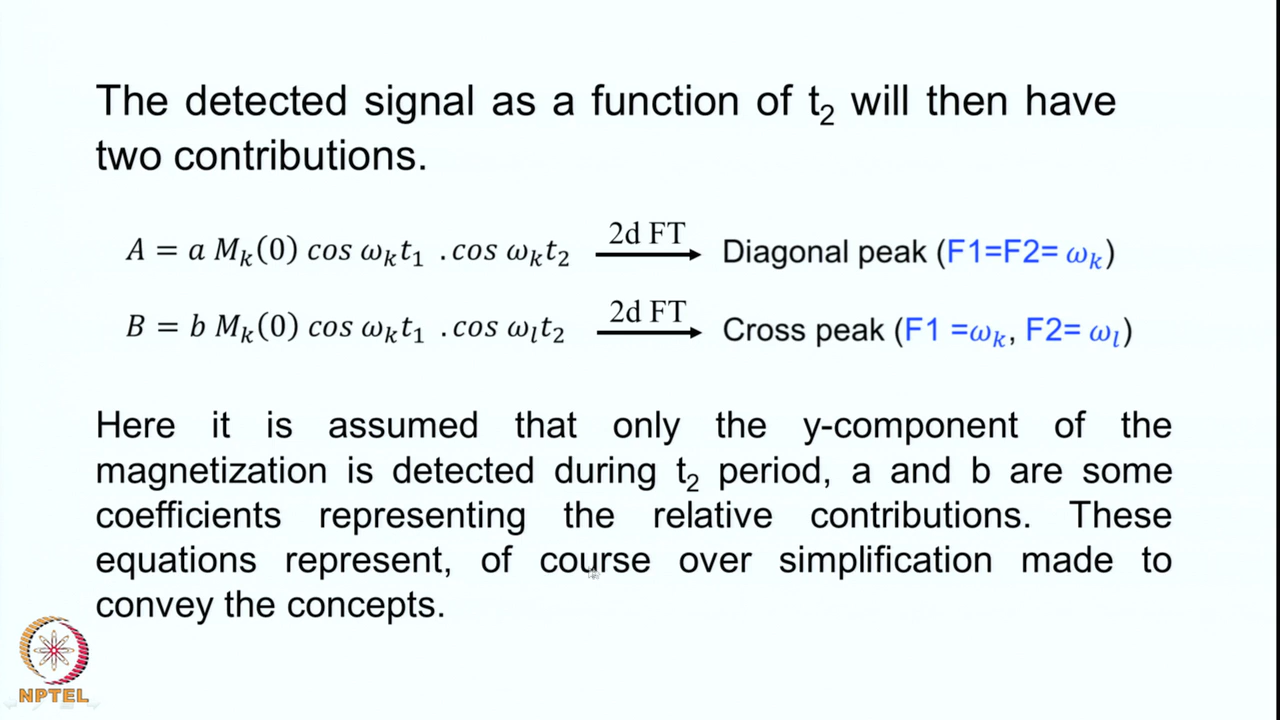 The detected signal as a function of t₂ will then have
two contributions.
A = a Mₖ(0) cos ωₖt₁ .cos ωₖt₂ 2d FT Diagonal peak (F1=F2= ωₖ)
B = b Mₖ(0) cos ωₖt₁ .cos ωₗt₂ 2d FT Cross peak (F1 =ωₖ, F2= ωₗ)
Here it is assumed that only the y-component of the
magnetization is detected during t₂ period, a and b are some
coefficients representing the relative contributions. These
equations represent, of course over simplification made to
convey the concepts.
NPTEL